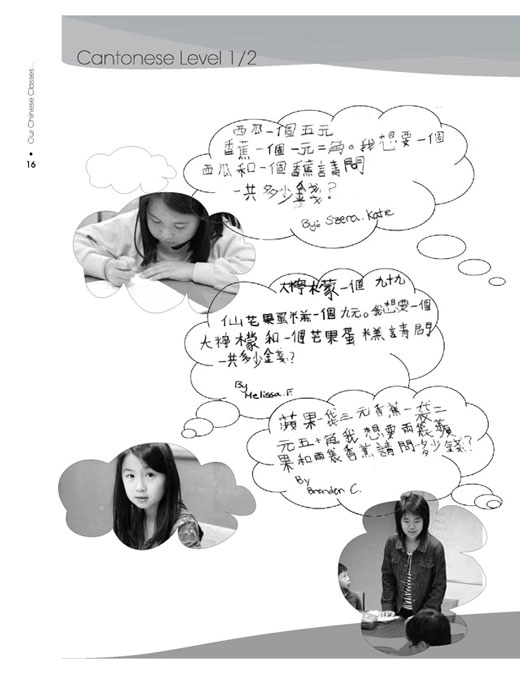 Cantonese Level 1/2
Our Chinese Classes...
16
西瓜一個五元
香蕉一個一元二角。我想要一個
西瓜和一個香蕉請問
一共多少金錢?
By: Szera. Katie
大檸檬一個 九十九
仙芒果蛋糕一個九元。我想要一個
大檸檬和一個芒果蛋糕請問
一共多少金錢?
By
Melissa.F.
蘋果一袋三元香蕉一袋二
元五十角我想要兩袋蘋
果和兩袋香蕉請問多少錢?
By
Brenden C.